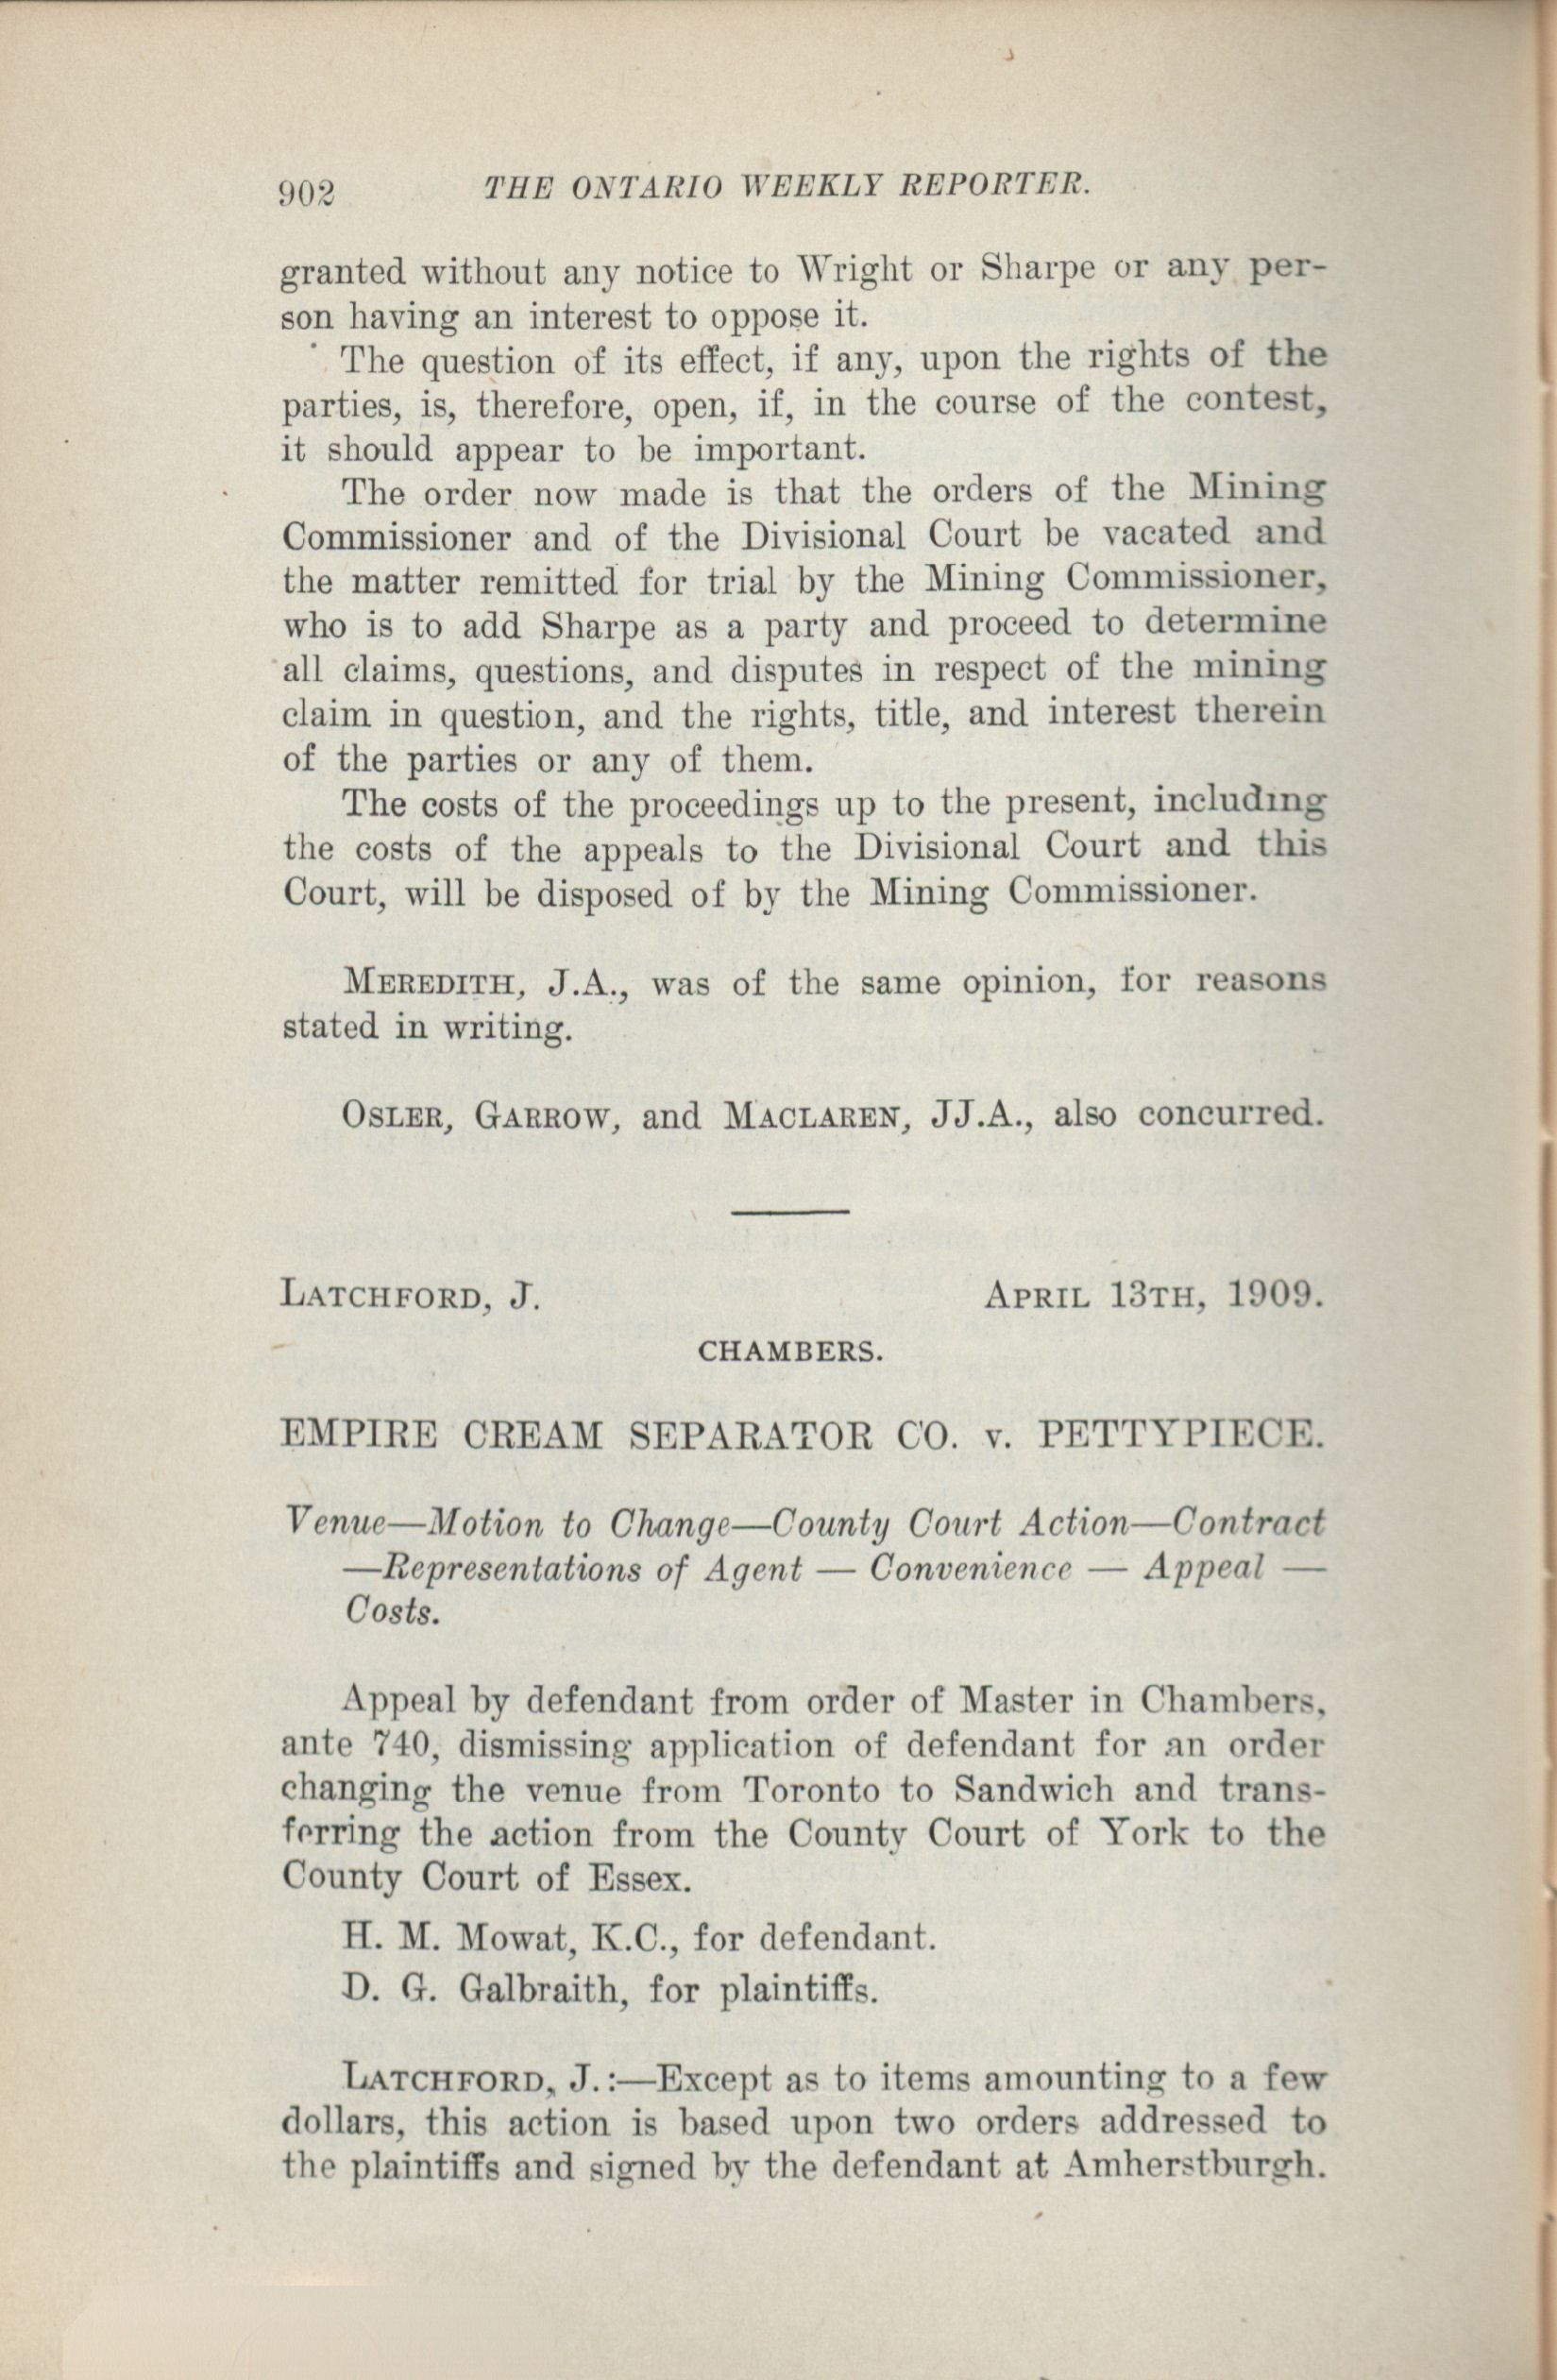 902 THE ONTARIO WEEKLY REPORTER.
granted without any notice to Wright or Sharpe or any per-
son having an interest to oppose it.
The question of its effect, if any, upon the rights of the
parties, is, therefore, open, if, in the course of the contest,
it should appear to be important.
The order now made is that the orders of the Mining
Commissioner and of the Divisional Court be vacated and
the matter remitted for trial by the Mining Commissioner,
who is to add Sharpe as a party and proceed to determine
all claims, questions, and disputes in respect of the mining
claim in question, and the rights, title, and interest therein
of the parties or any of them.
The costs of the proceedings up to the present, including
the costs of the appeals to the Divisional Court and this
Court, will be disposed of by the Mining Commissioner.
MEREDITH, J.A., was of the same opinion, for reasons
stated in writing.
OSLER, GARROW, and MACLAREN, JJ.A., also concurred.
LATCHFORD, J. APRIL 13TH, 1909.
CHAMBERS.
EMPIRE CREAM SEPARATOR CO. v. PETTYPIECE.
Venue—Motion to Change—County Court Action—Contract
—Representations of Agent — Convenience — Appeal —
Costs.
Appeal by defendant from order of Master in Chambers,
ante 740, dismissing application of defendant for an order
changing the venue from Toronto to Sandwich and trans-
ferring the action from the County Court of York to the
County Court of Essex.
H. M. Mowat, K.C., for defendant.
D. G. Galbraith, for plaintiffs.
LATCHFORD, J.:—Except as to items amounting to a few
dollars, this action is based upon two orders addressed to
the plaintiffs and signed by the defendant at Amherstburgh.